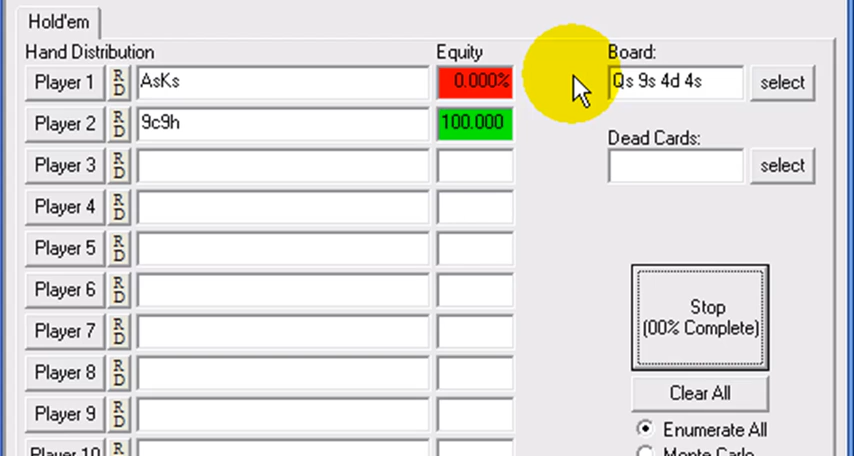 Hold'em
Hand Distribution Equity Board:
Player 1 R D AsKs 0.000% Qs 9s 4d 4s select
Player 2 R D 9c9h 100.000
Dead Cards:
Player 3 R D select
Player 4 R D
Player 5 R D
Player 6 R D
Stop
Player 7 R D (00% Complete)
Player 8 R D
Clear All
Player 9 R D
Enumerate All
Player 10 R
Monte Carlo